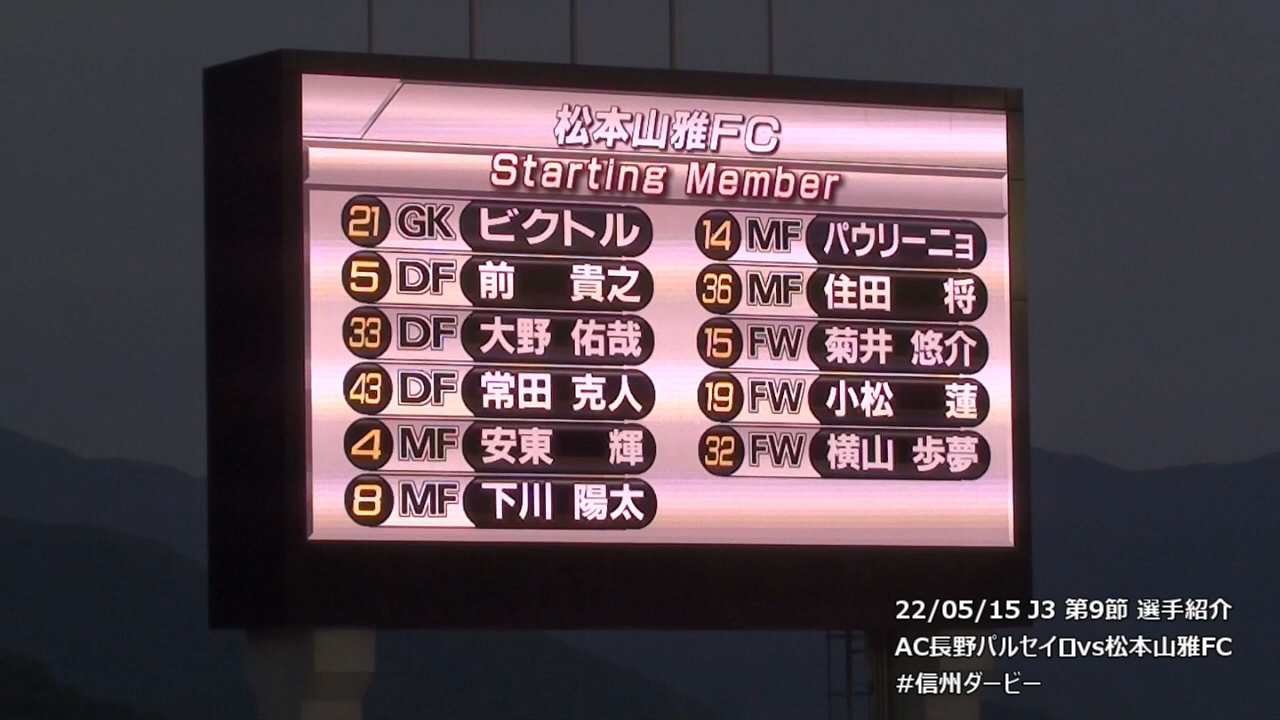 松本山雅FC
Starting Member
21 GK ビクトル
5 DF 前 貴之
33 DF 大野 佑哉
43 DF 常田 克人
4 MF 安東 輝
8 MF 下川 陽太
14 MF パウリーニョ
36 MF 住田 将
15 FW 菊井 悠介
19 FW 小松 蓮
32 FW 横山 歩夢
22/05/15 J3 第9節 選手紹介
AC長野パルセイロvs松本山雅FC
#信州ダービー